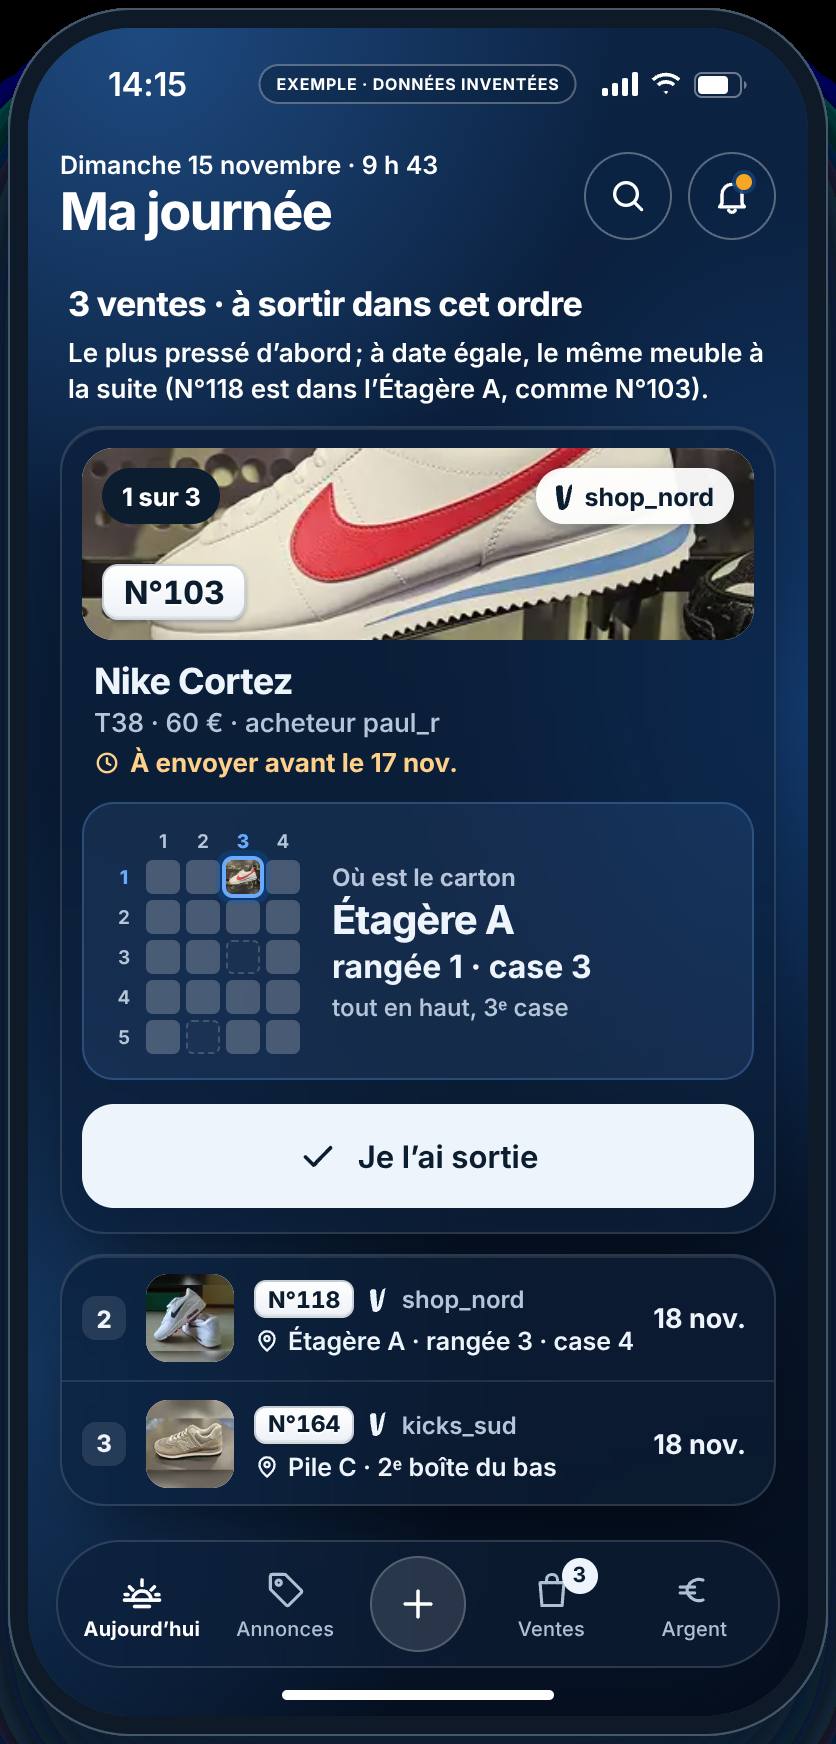 14:15
EXEMPLE · DONNÉES INVENTÉES
Dimanche 15 novembre · 9 h 43
Ma journée
3 ventes · à sortir dans cet ordre
Le plus pressé d’abord ; à date égale, le même meuble à
la suite (N°118 est dans l’Étagère A, comme N°103).
1 sur 3
shop_nord
N°103
Nike Cortez
T38 · 60 € · acheteur paul_r
À envoyer avant le 17 nov.
1 2 3 4
1
2
3
4
5
Où est le carton
Étagère A
rangée 1 · case 3
tout en haut, 3ᵉ case
Je l’ai sortie
2
N°118 shop_nord
Étagère A · rangée 3 · case 4
18 nov.
3
N°164 kicks_sud
Pile C · 2ᵉ boîte du bas
18 nov.
3
Aujourd’hui
Annonces
Ventes
Argent